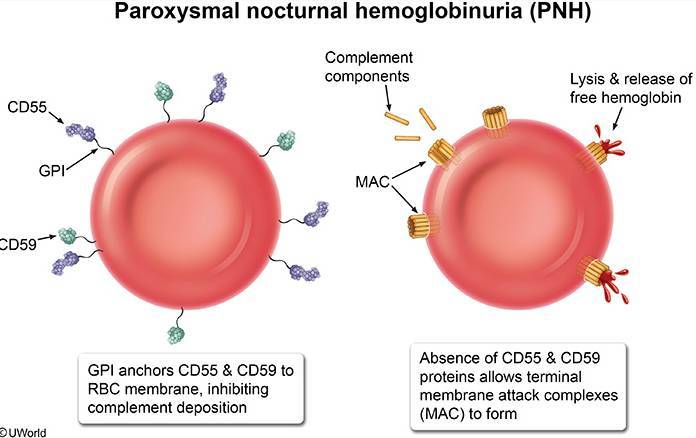 Paroxysmal nocturnal hemoglobinuria (PNH)
CD55
GPI
CD59
GPI anchors CD55 & CD59 to
RBC membrane, inhibiting
complement deposition
Complement
components
Lysis & release of
free hemoglobin
MAC
Absence of CD55 & CD59
proteins allows terminal
membrane attack complexes
(MAC) to form
©UWorld